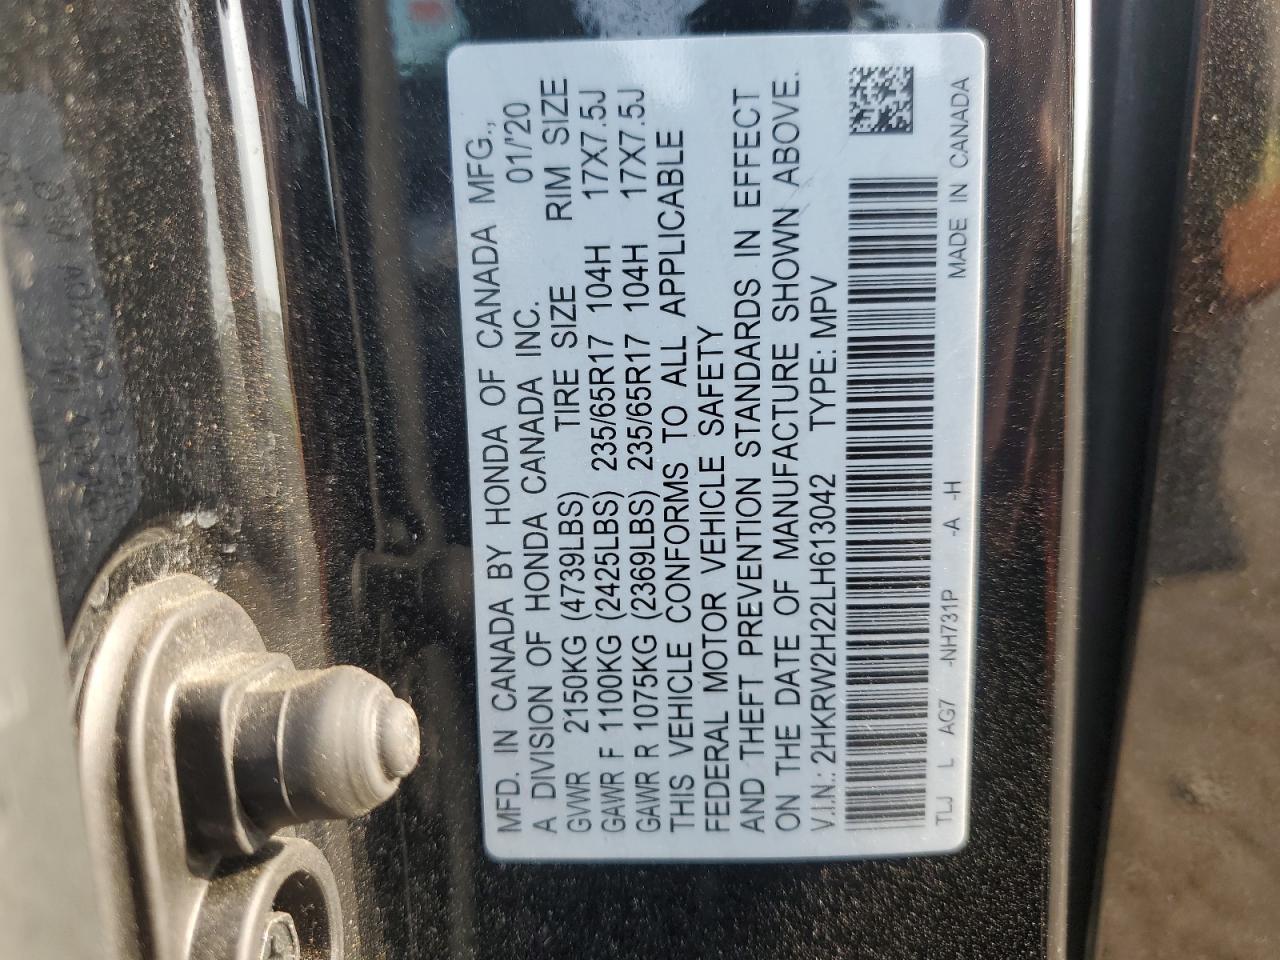 MFD. IN CANADA BY HONDA OF CANADA MFG.,
A DIVISION OF HONDA CANADA INC. 01/'20
GVWR 2150KG (4739LBS) TIRE SIZE RIM SIZE
GAWR F 1100KG (2425LBS) 235/65R17 104H 17X7.5J
GAWR R 1075KG (2369LBS) 235/65R17 104H 17X7.5J
THIS VEHICLE CONFORMS TO ALL APPLICABLE
FEDERAL MOTOR VEHICLE SAFETY
AND THEFT PREVENTION STANDARDS IN EFFECT
ON THE DATE OF MANUFACTURE SHOWN ABOVE.
V.I.N.: 2HKRW2H22LH613042 TYPE: MPV
TLJ L AG7 -NH731P -A -H MADE IN CANADA